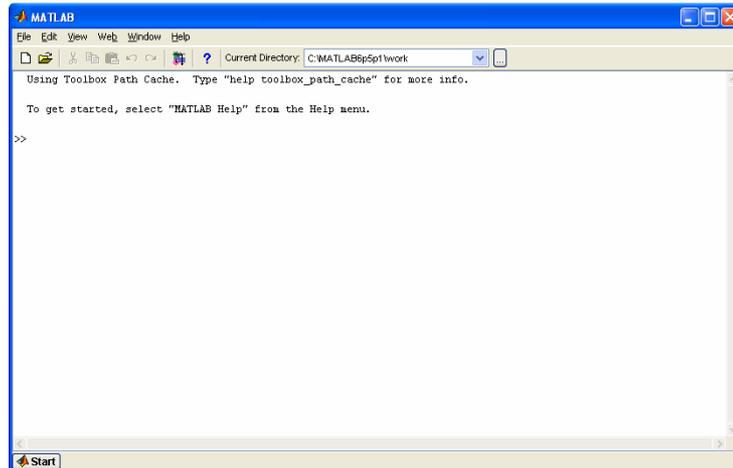 MATLAB
File Edit View Web Window Help
? Current Directory: C:\MATLAB6p5p1\work ...
Using Toolbox Path Cache. Type "help toolbox_path_cache" for more info.
To get started, select "MATLAB Help" from the Help menu.
>>
Start